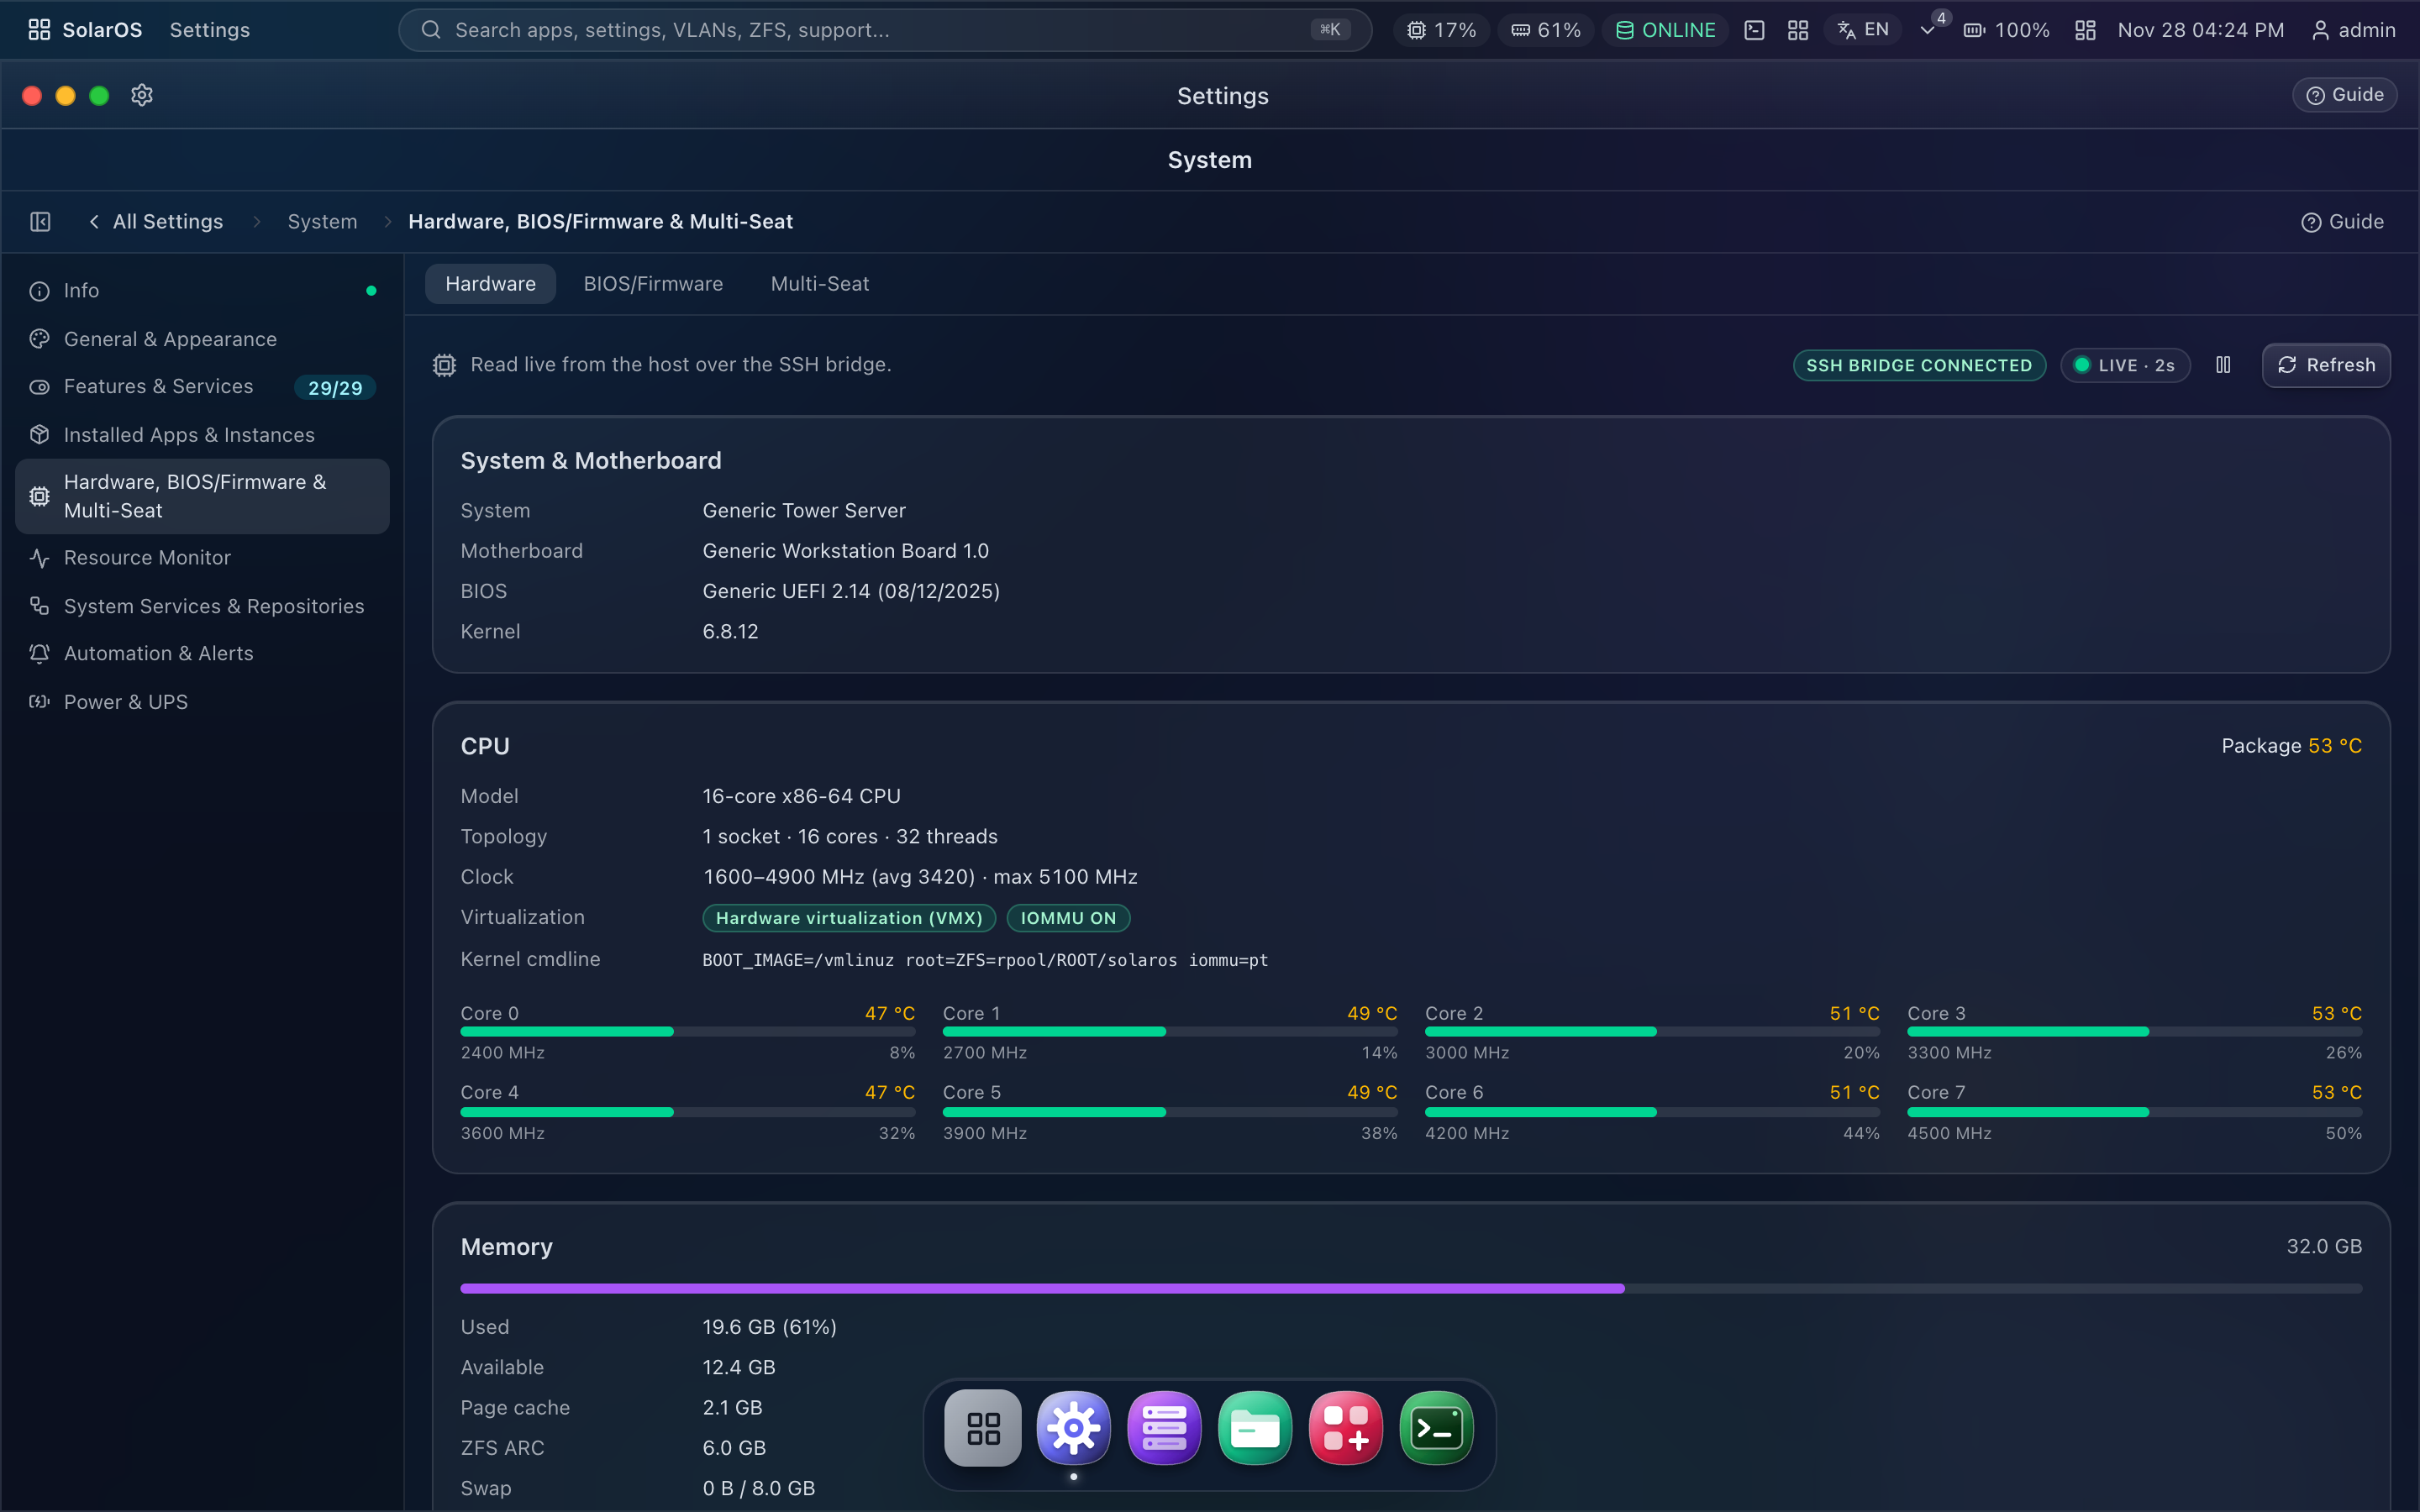 SolarOS Settings Search apps, settings, VLANs, ZFS, support... ⌘K 17% 61% ONLINE EN 4 100% Nov 28 04:24 PM admin
Settings Guide
System
All Settings System Hardware, BIOS/Firmware & Multi-Seat Guide
Info
General & Appearance
Features & Services 29/29
Installed Apps & Instances
Hardware, BIOS/Firmware &
Multi-Seat
Resource Monitor
System Services & Repositories
Automation & Alerts
Power & UPS
Hardware BIOS/Firmware Multi-Seat
Read live from the host over the SSH bridge. SSH BRIDGE CONNECTED LIVE · 2s Refresh
System & Motherboard
System Generic Tower Server
Motherboard Generic Workstation Board 1.0
BIOS Generic UEFI 2.14 (08/12/2025)
Kernel 6.8.12
CPU Package 53 °C
Model 16-core x86-64 CPU
Topology 1 socket · 16 cores · 32 threads
Clock 1600–4900 MHz (avg 3420) · max 5100 MHz
Virtualization Hardware virtualization (VMX) IOMMU ON
Kernel cmdline BOOT_IMAGE=/vmlinuz root=ZFS=rpool/ROOT/solaros iommu=pt
Core 0 47 °C Core 1 49 °C Core 2 51 °C Core 3 53 °C
2400 MHz 8% 2700 MHz 14% 3000 MHz 20% 3300 MHz 26%
Core 4 47 °C Core 5 49 °C Core 6 51 °C Core 7 53 °C
3600 MHz 32% 3900 MHz 38% 4200 MHz 44% 4500 MHz 50%
Memory 32.0 GB
Used 19.6 GB (61%)
Available 12.4 GB
Page cache 2.1 GB
ZFS ARC 6.0 GB
Swap 0 B / 8.0 GB